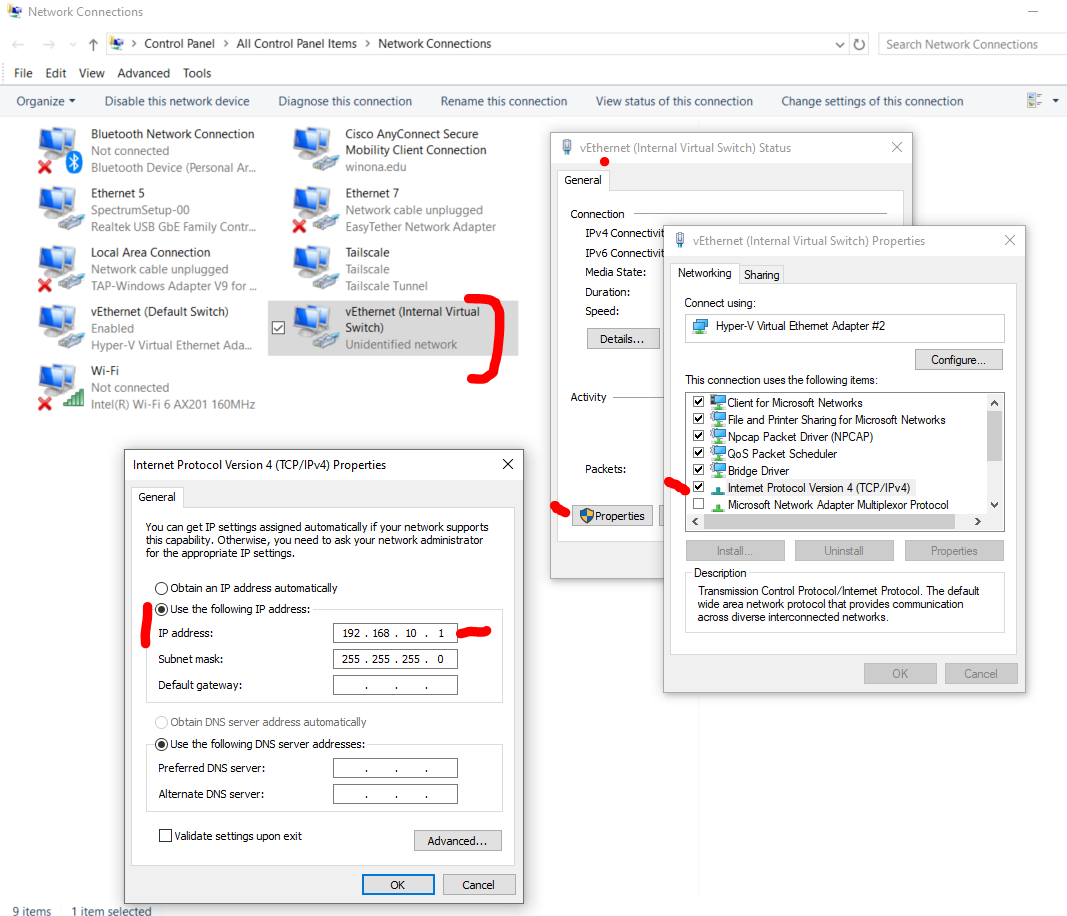 Network Connections
Control Panel > All Control Panel Items > Network Connections
Search Network Connections
File Edit View Advanced Tools
Organize Disable this network device Diagnose this connection Rename this connection View status of this connection Change settings of this connection
Bluetooth Network Connection
Not connected
Bluetooth Device (Personal Ar...
Cisco AnyConnect Secure
Mobility Client Connection
winona.edu
Ethernet 5
SpectrumSetup-00
Realtek USB GbE Family Contr...
Ethernet 7
Network cable unplugged
EasyTether Network Adapter
Local Area Connection
Network cable unplugged
TAP-Windows Adapter V9 for ...
Tailscale
Tailscale
Tailscale Tunnel
vEthernet (Default Switch)
Enabled
Hyper-V Virtual Ethernet Ada...
vEthernet (Internal Virtual
Switch)
Unidentified network
Wi-Fi
Not connected
Intel(R) Wi-Fi 6 AX201 160MHz
vEthernet (Internal Virtual Switch) Status
General
Connection
IPv4 Connectivit
IPv6 Connectivit
Media State:
Duration:
Speed:
Details...
Activity
Packets:
Properties
vEthernet (Internal Virtual Switch) Properties
Networking Sharing
Connect using:
Hyper-V Virtual Ethernet Adapter #2
Configure...
This connection uses the following items:
Client for Microsoft Networks
File and Printer Sharing for Microsoft Networks
Npcap Packet Driver (NPCAP)
QoS Packet Scheduler
Bridge Driver
Internet Protocol Version 4 (TCP/IPv4)
Microsoft Network Adapter Multiplexor Protocol
Install... Uninstall Properties
Description
Transmission Control Protocol/Internet Protocol. The default
wide area network protocol that provides communication
across diverse interconnected networks.
OK Cancel
Internet Protocol Version 4 (TCP/IPv4) Properties
General
You can get IP settings assigned automatically if your network supports
this capability. Otherwise, you need to ask your network administrator
for the appropriate IP settings.
Obtain an IP address automatically
Use the following IP address:
IP address: 192 . 168 . 10 . 1
Subnet mask: 255 . 255 . 255 . 0
Default gateway: . . .
Obtain DNS server address automatically
Use the following DNS server addresses:
Preferred DNS server: . . .
Alternate DNS server: . . .
Validate settings upon exit
Advanced...
OK Cancel
9 items 1 item selected